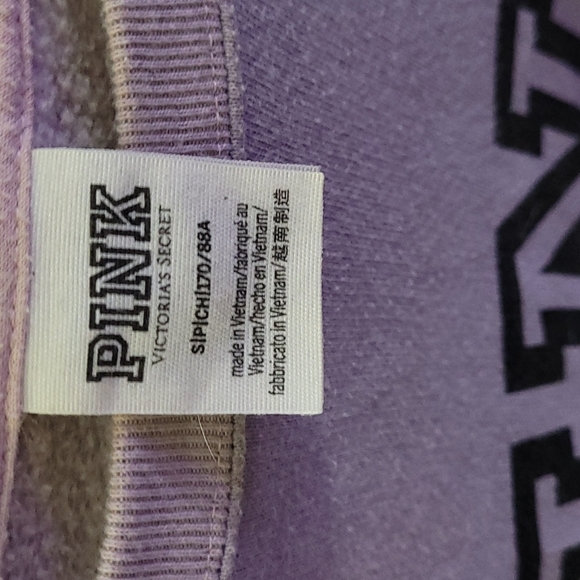 PINK
VICTORIA'S SECRET
S|P|CH|170/88A
made in Vietnam/fabriqué au
Vietnam/hecho en Vietnam/
fabbricato in Vietnam/越南制造